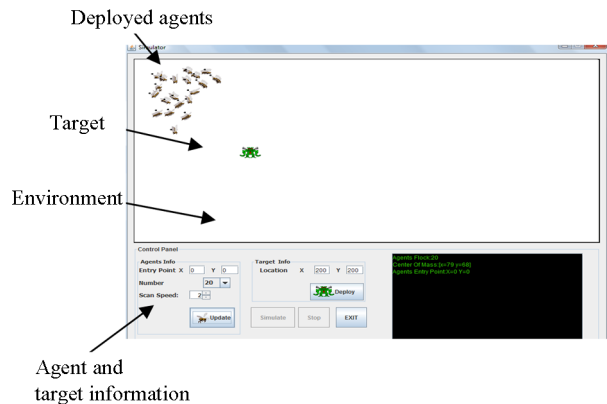 Deployed agents
Simulator
Target
Environment
Control Panel
Agents Info
Entry Point X 0 Y 0
Number 20
Scan Speed: 2
Update
Target Info
Location X 200 Y 200
Deploy
Simulate Stop EXIT
Agents Flock:20
Center Of Mass:[x=79 y=68]
Agents Entry Point:X=0 Y=0
Agent and
target information